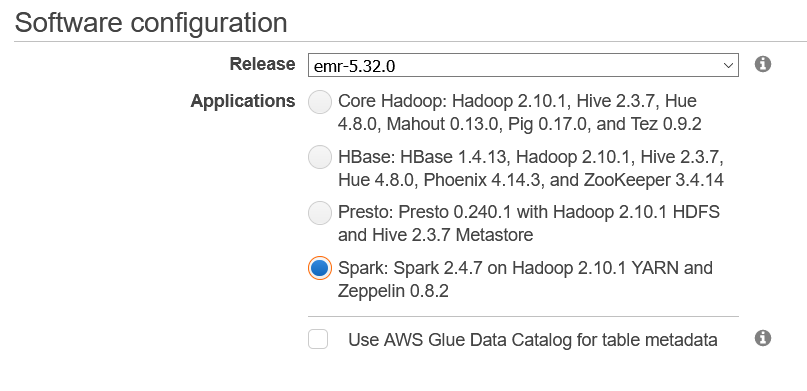 Software configuration
Release emr-5.32.0
Applications Core Hadoop: Hadoop 2.10.1, Hive 2.3.7, Hue
4.8.0, Mahout 0.13.0, Pig 0.17.0, and Tez 0.9.2
HBase: HBase 1.4.13, Hadoop 2.10.1, Hive 2.3.7,
Hue 4.8.0, Phoenix 4.14.3, and ZooKeeper 3.4.14
Presto: Presto 0.240.1 with Hadoop 2.10.1 HDFS
and Hive 2.3.7 Metastore
Spark: Spark 2.4.7 on Hadoop 2.10.1 YARN and
Zeppelin 0.8.2
Use AWS Glue Data Catalog for table metadata